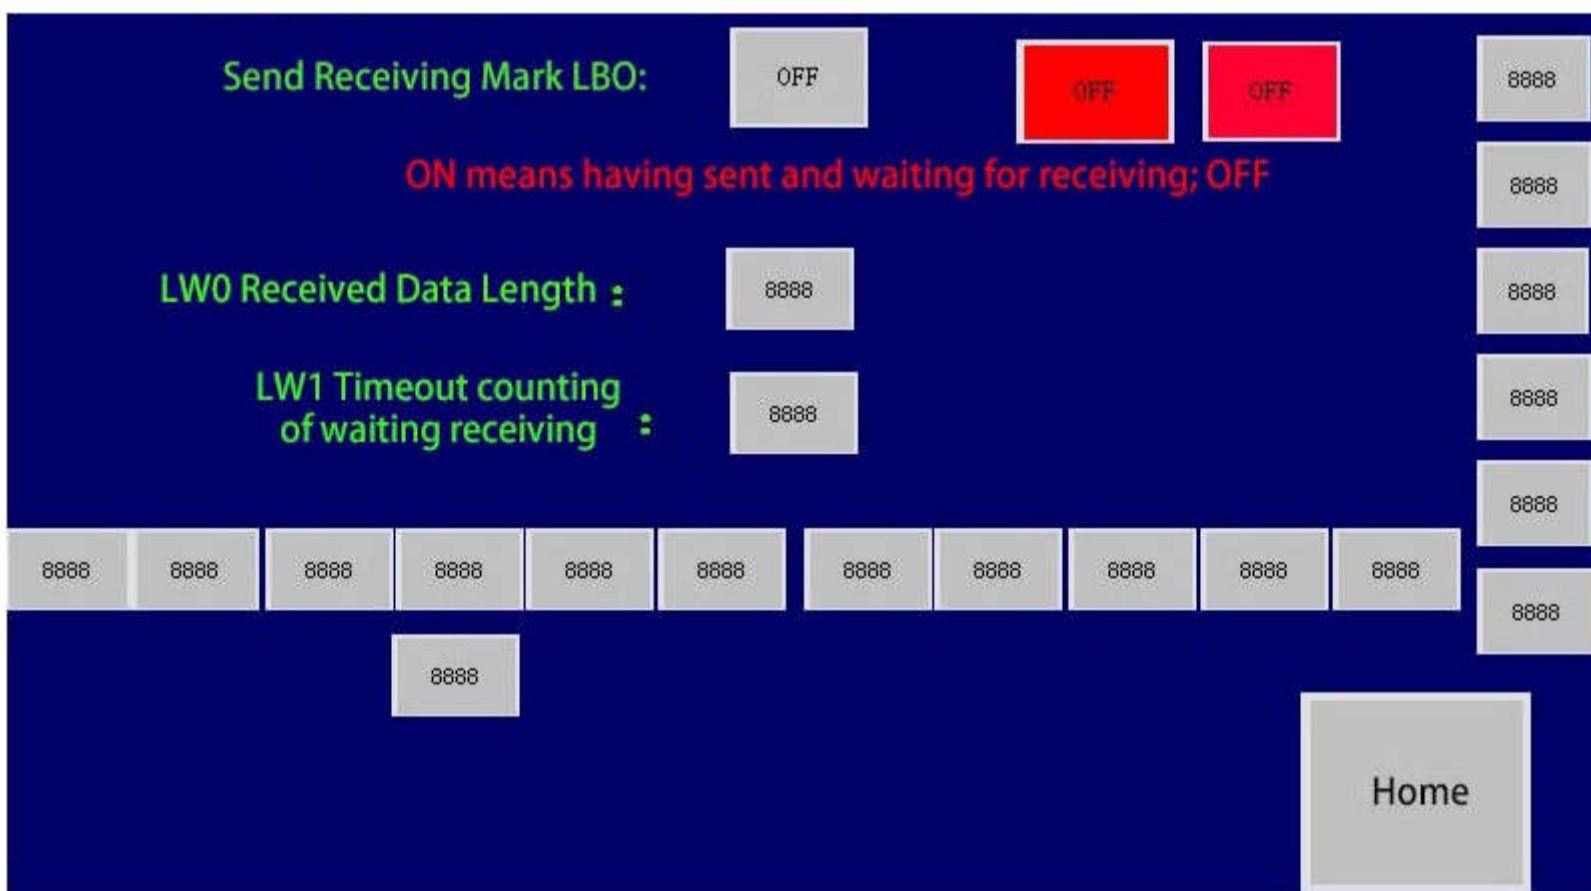 Send Receiving Mark LBO:
OFF
OFF
OFF
8888
ON means having sent and waiting for receiving; OFF
8888
LW0 Received Data Length :
8888
8888
LW1 Timeout counting
of waiting receiving :
8888
8888
8888
8888 8888 8888 8888 8888 8888 8888 8888 8888 8888 8888
8888
8888
Home